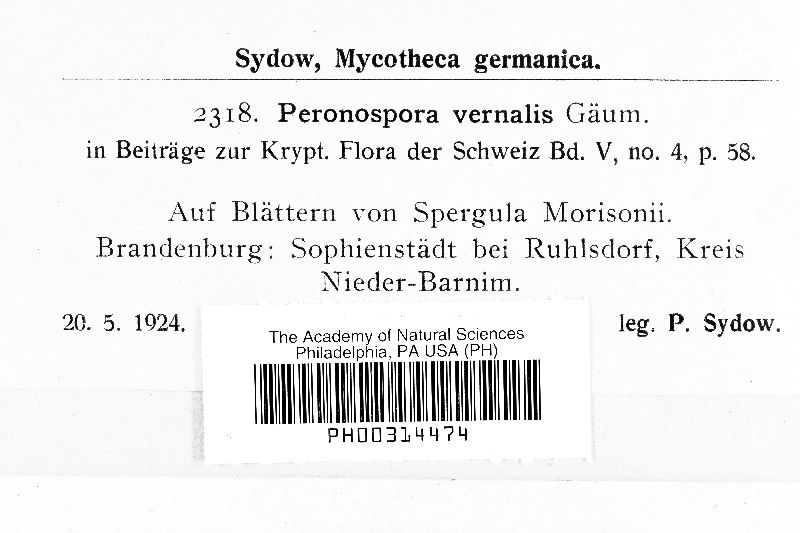 Sydow, Mycotheca germanica.
2318. Peronospora vernalis Gäum.
in Beiträge zur Krypt. Flora der Schweiz Bd. V, no. 4, p. 58.
Auf Blättern von Spergula Morisonii.
Brandenburg: Sophienstädt bei Ruhlsdorf, Kreis
Nieder-Barnim.
20. 5. 1924. leg. P. Sydow.
The Academy of Natural Sciences
Philadelphia, PA USA (PH)
PH00314474